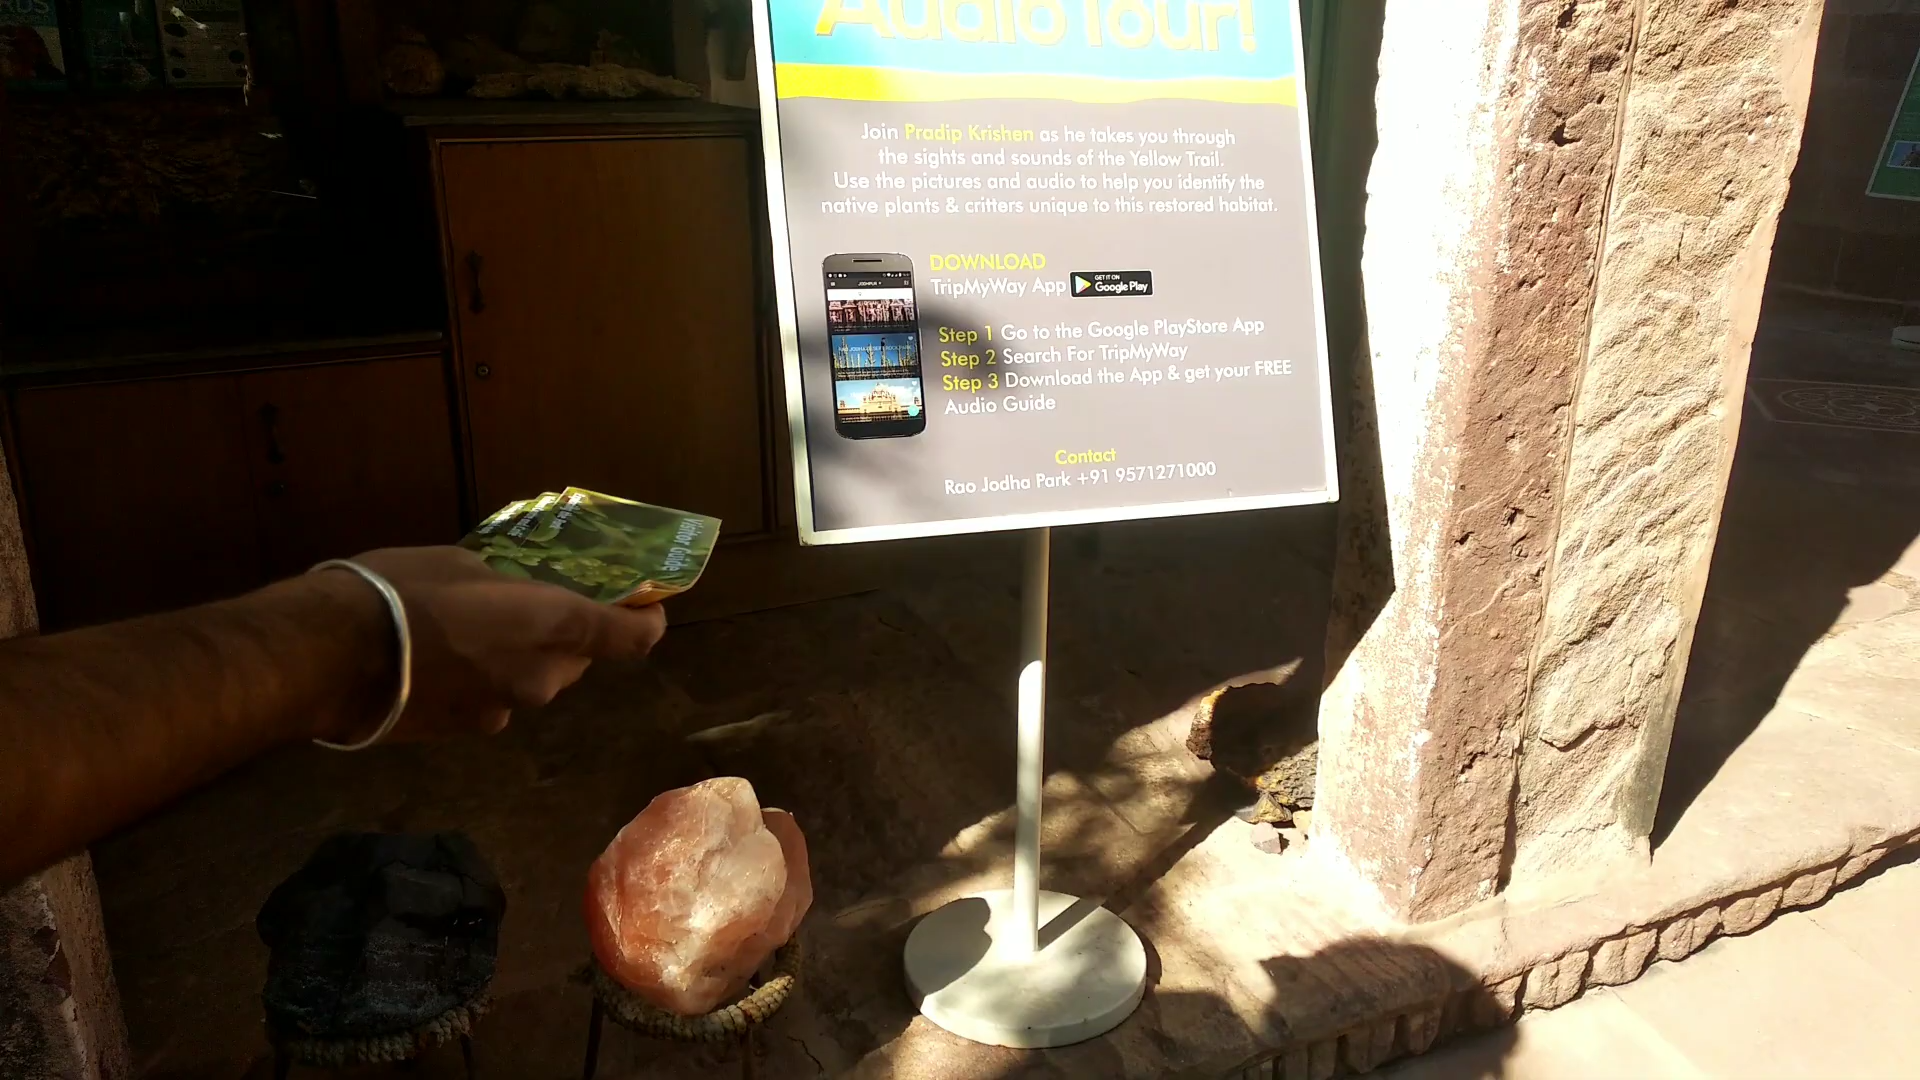 RDS
Audio Tour!
Join Pradip Krishen as he takes you through
the sights and sounds of the Yellow Trail.
Use the pictures and audio to help you identify the
native plants & critters unique to this restored habitat.
DOWNLOAD
TripMyWay App
GET IT ON
Google Play
JODHPUR
Step 1 Go to the Google PlayStore App
Step 2 Search For TripMyWay
Step 3 Download the App & get your FREE
Audio Guide
Contact
Rao Jodha Park +91 9571271000
Visitor Guide